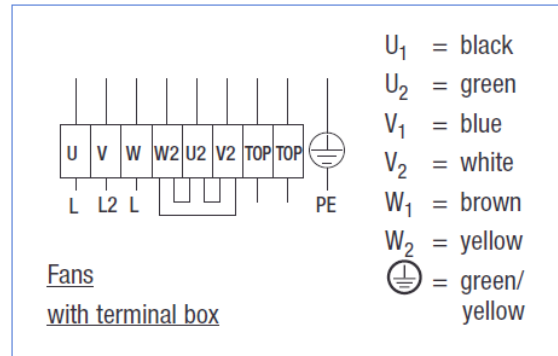 U V W W2 U2 V2 TOP TOP
L L2 L PE
Fans
with terminal box
U1 = black
U2 = green
V1 = blue
V2 = white
W1 = brown
W2 = yellow
= green/
yellow